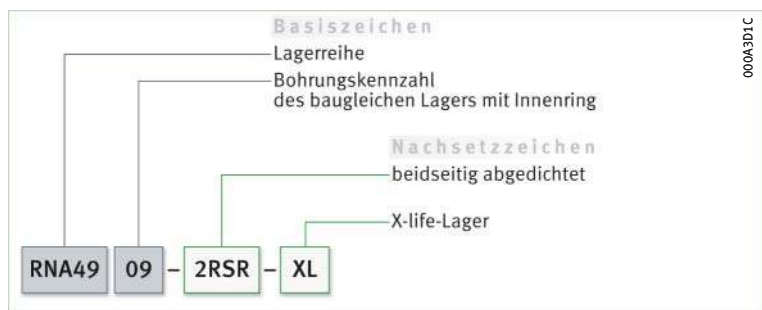 Basiszeichen
Lagerreihe
Bohrungskennzahl
des baugleichen Lagers mit Innenring
Nachsetzzeichen
beidseitig abgedichtet
X-life-Lager
RNA49 09 – 2RSR – XL
000A3D1C